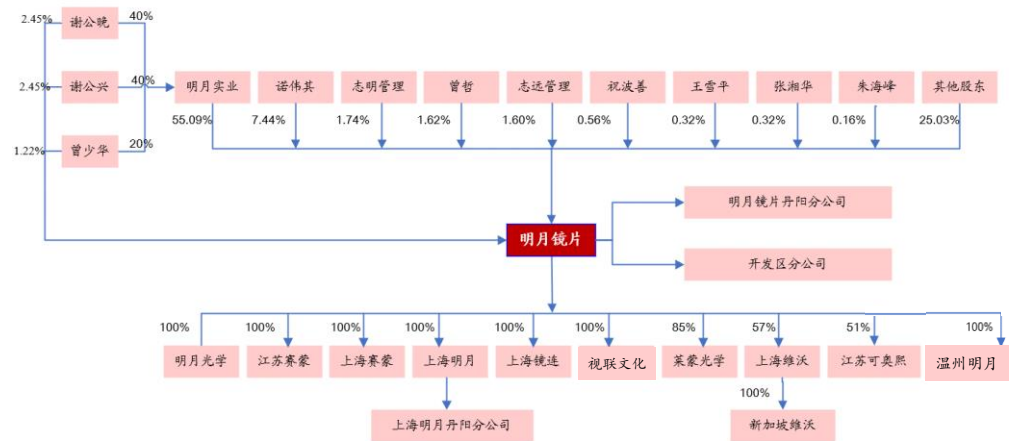 2.45%
谢公晚
40%
2.45%
谢公兴
40%
1.22%
曾少华
20%
明月实业
诺伟其
志明管理
曾哲
志远管理
祝波善
王雪平
张湘华
朱海峰
其他股东
55.09%
7.44%
1.74%
1.62%
1.60%
0.56%
0.32%
0.32%
0.16%
25.03%
明月镜片丹阳分公司
明月镜片
开发区分公司
100%
100%
100%
100%
100%
100%
85%
57%
51%
100%
明月光学
江苏赛蒙
上海赛蒙
上海明月
上海镜连
视联文化
莱蒙光学
上海维沃
江苏可奥熙
温州明月
100%
上海明月丹阳分公司
新加坡维沃